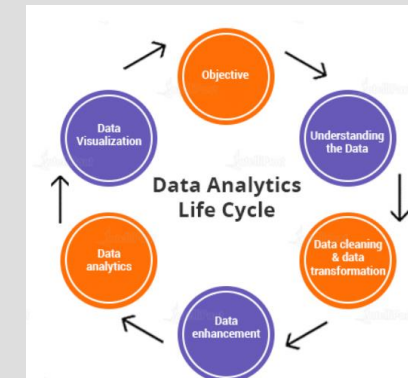 Objective
Understanding
the Data
Data cleaning
& data
transformation
Data
enhancement
Data
analytics
Data
Visualization
Data Analytics
Life Cycle